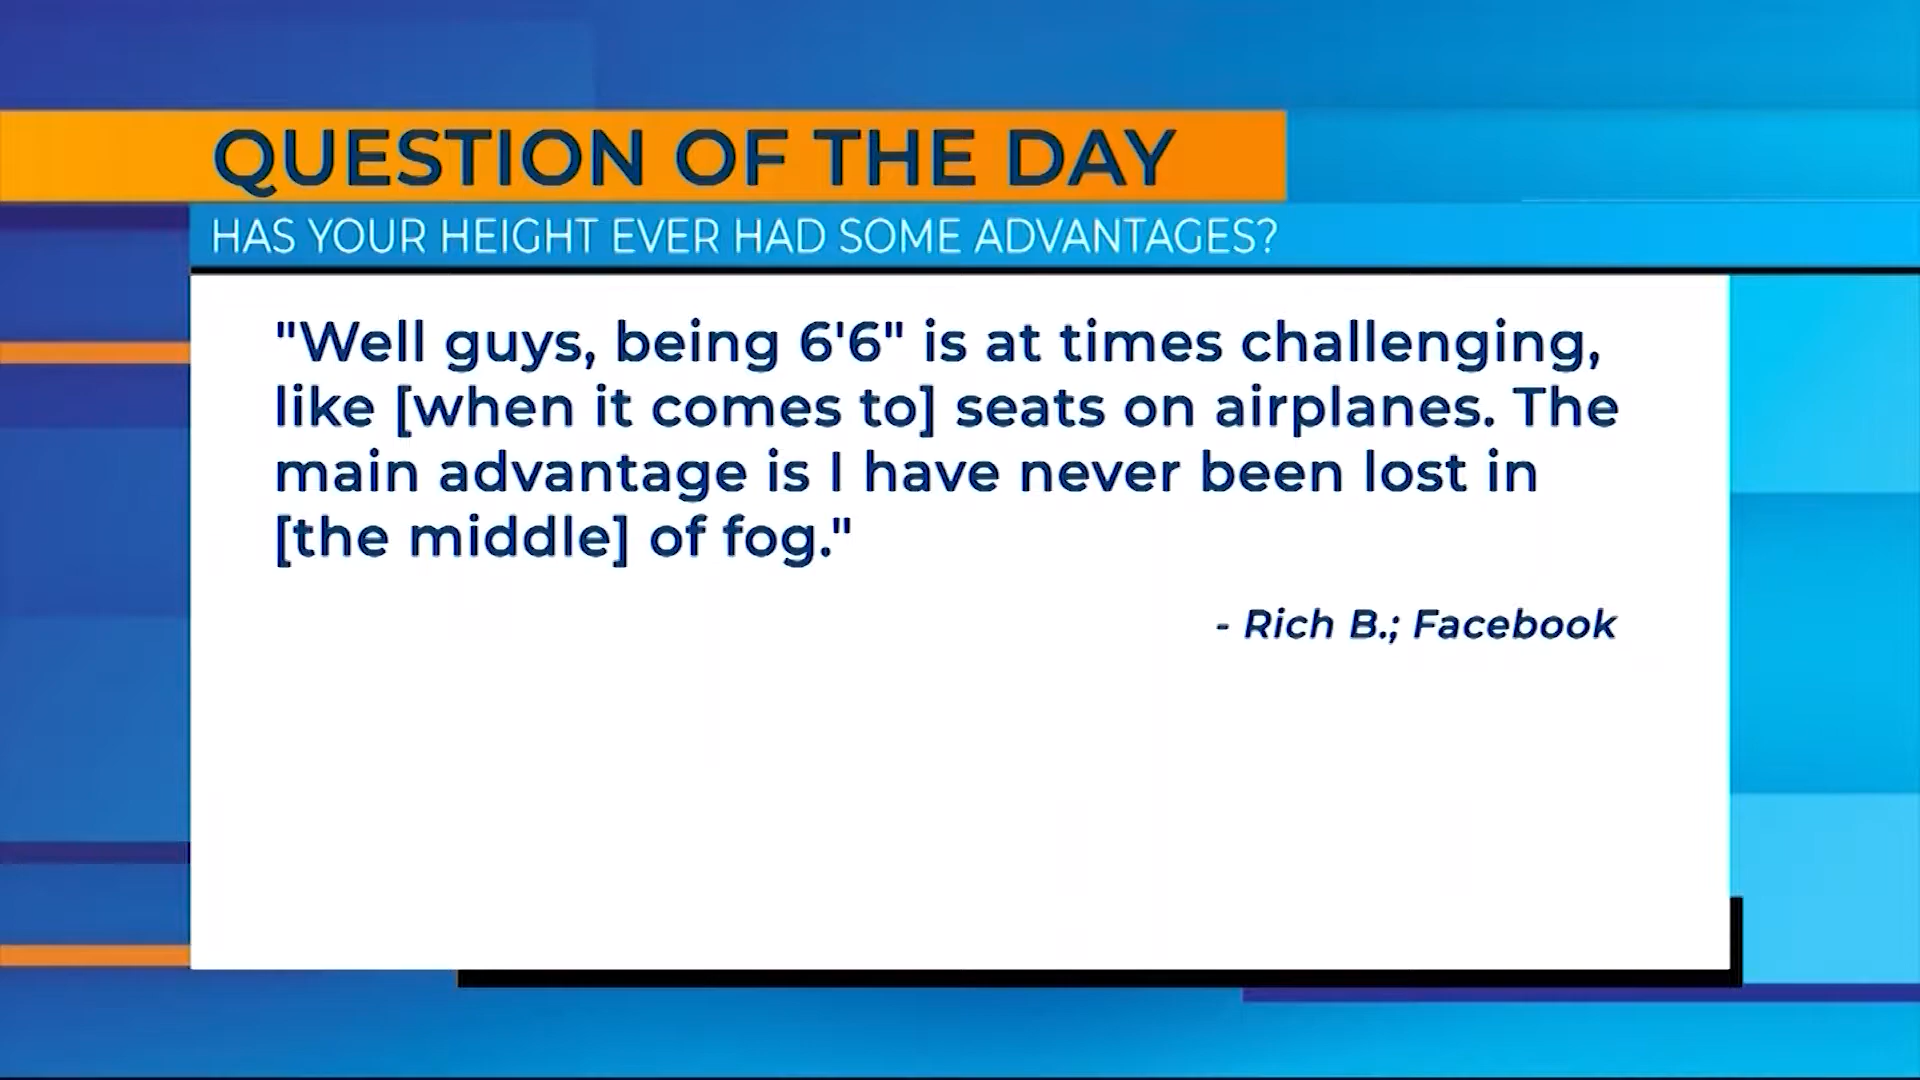 QUESTION OF THE DAY
HAS YOUR HEIGHT EVER HAD SOME ADVANTAGES?
"Well guys, being 6'6" is at times challenging,
like [when it comes to] seats on airplanes. The
main advantage is I have never been lost in
[the middle] of fog."
- Rich B.; Facebook